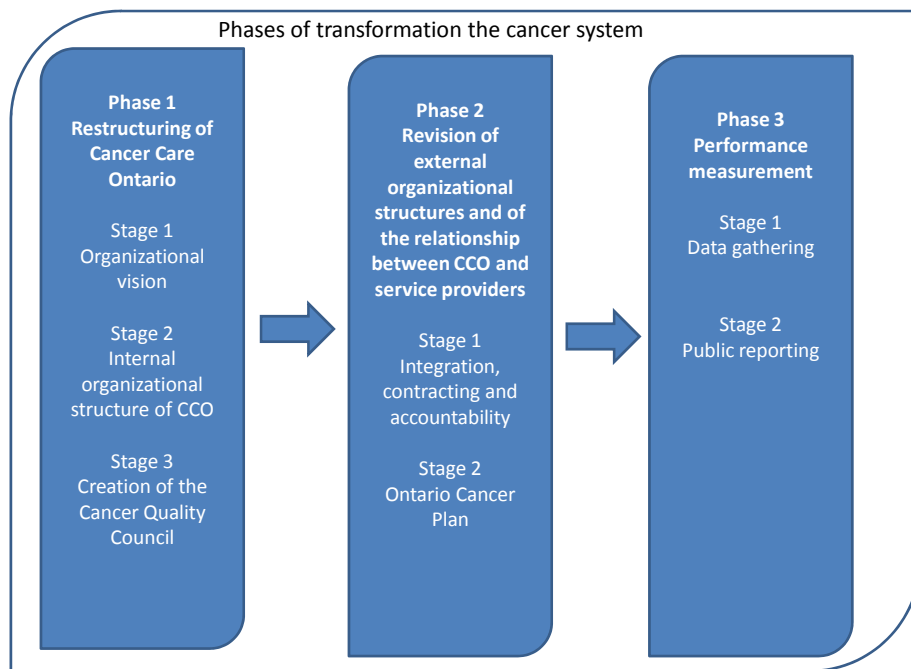 Phases of transformation the cancer system
Phase 1
Restructuring of
Cancer Care
Ontario
Stage 1
Organizational
vision
Stage 2
Internal
organizational
structure of CCO
Stage 3
Creation of the
Cancer Quality
Council
Phase 2
Revision of
external
organizational
structures and of
the relationship
between CCO and
service providers
Stage 1
Integration,
contracting and
accountability
Stage 2
Ontario Cancer
Plan
Phase 3
Performance
measurement
Stage 1
Data gathering
Stage 2
Public reporting